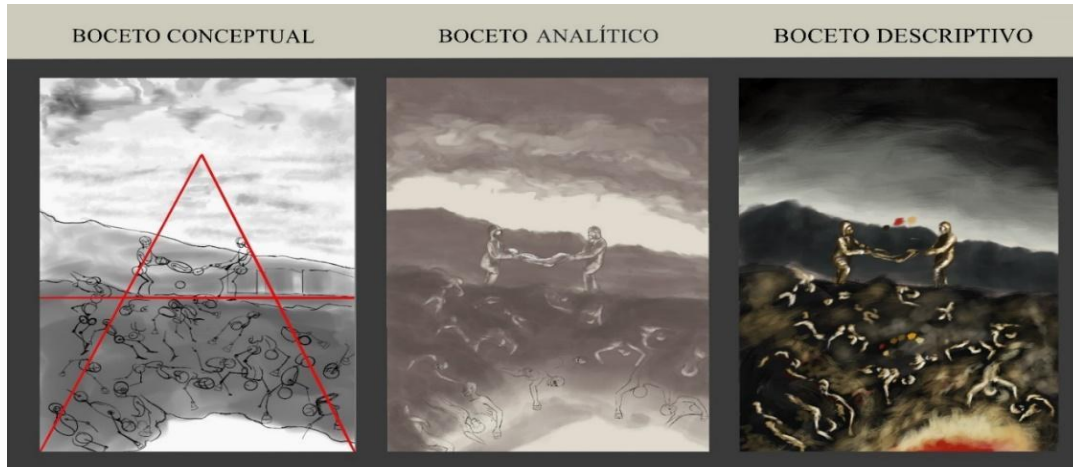 BOCETO CONCEPTUAL
BOCETO ANALÍTICO
BOCETO DESCRIPTIVO